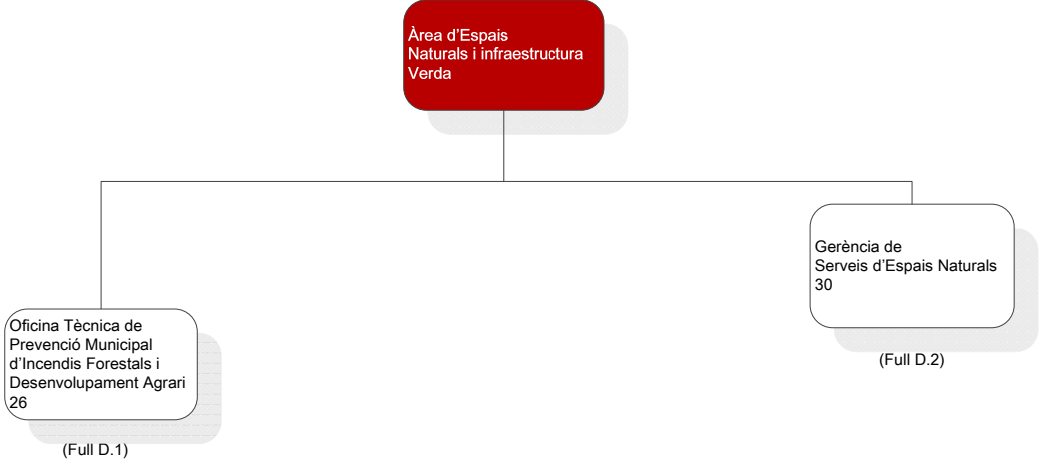 Àrea d’Espais
Naturals i infraestructura
Verda
Gerència de
Serveis d’Espais Naturals
30
(Full D.2)
Oficina Tècnica de
Prevenció Municipal
d’Incendis Forestals i
Desenvolupament Agrari
26
(Full D.1)